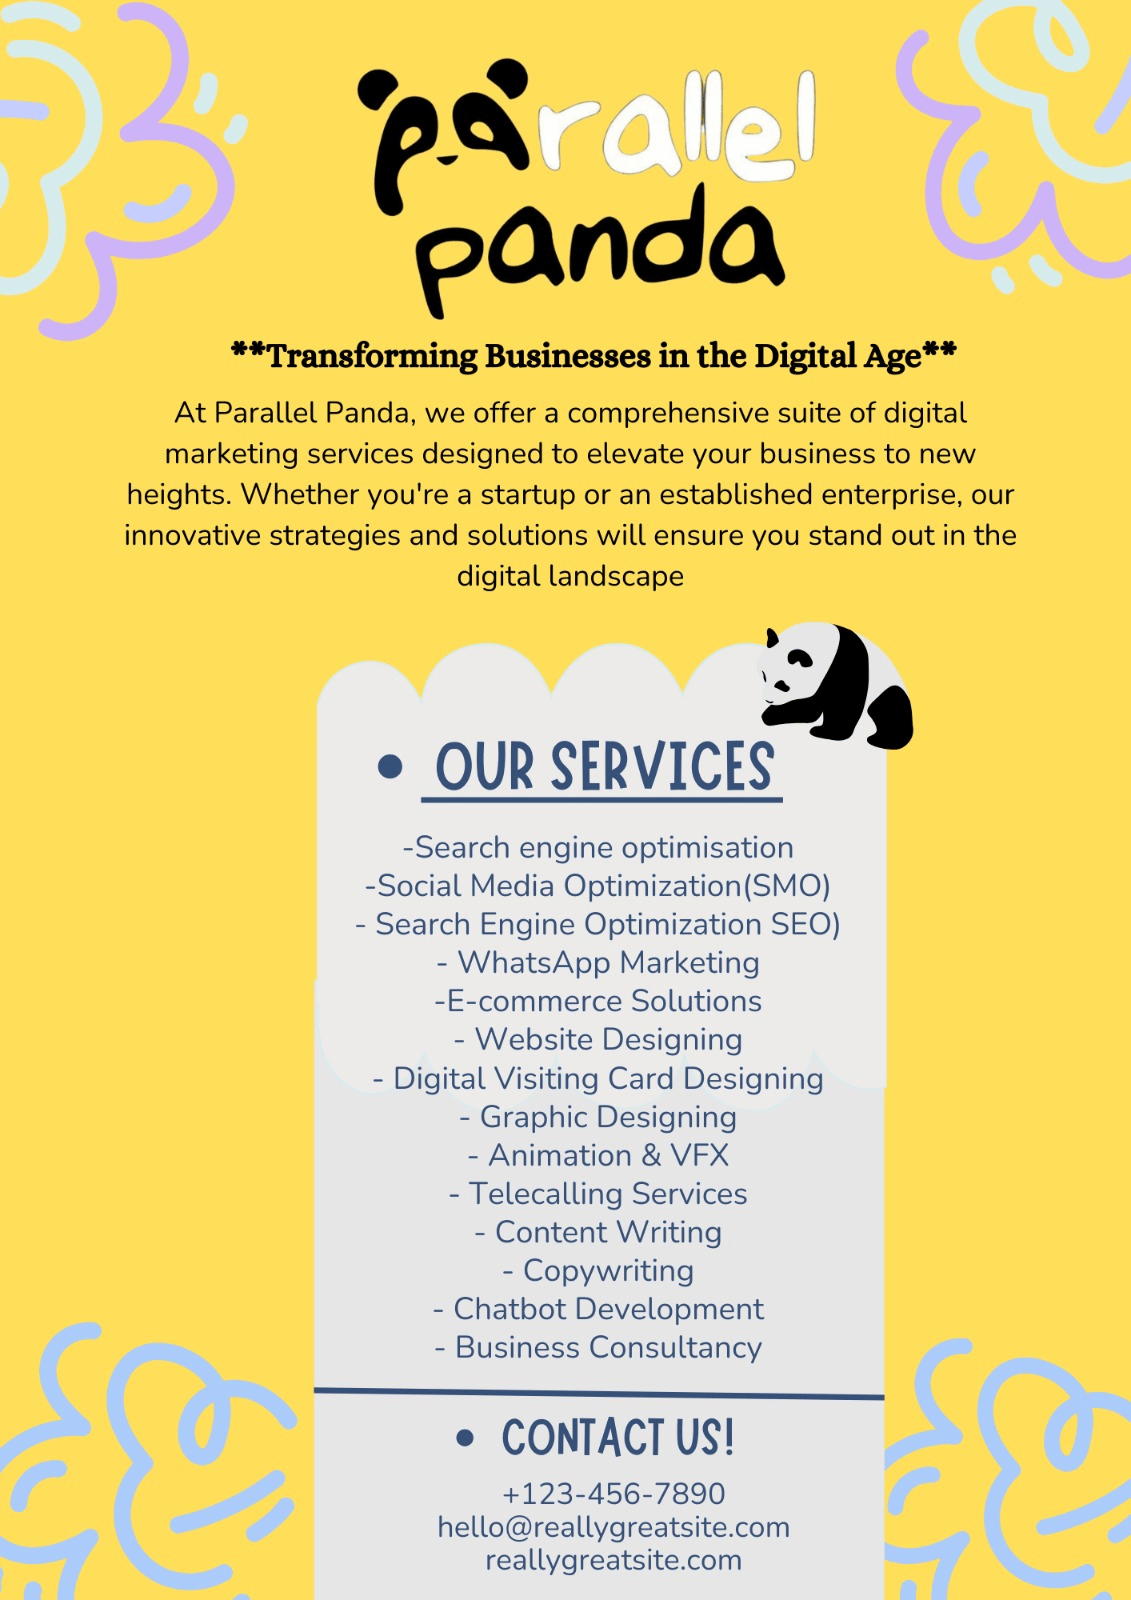 parallel
panda
**Transforming Businesses in the Digital Age**
At Parallel Panda, we offer a comprehensive suite of digital
marketing services designed to elevate your business to new
heights. Whether you're a startup or an established enterprise, our
innovative strategies and solutions will ensure you stand out in the
digital landscape
• OUR SERVICES
-Search engine optimisation
-Social Media Optimization(SMO)
- Search Engine Optimization SEO)
- WhatsApp Marketing
-E-commerce Solutions
- Website Designing
- Digital Visiting Card Designing
- Graphic Designing
- Animation & VFX
- Telecalling Services
- Content Writing
- Copywriting
- Chatbot Development
- Business Consultancy
• CONTACT US!
+123-456-7890
hello@reallygreatsite.com
reallygreatsite.com